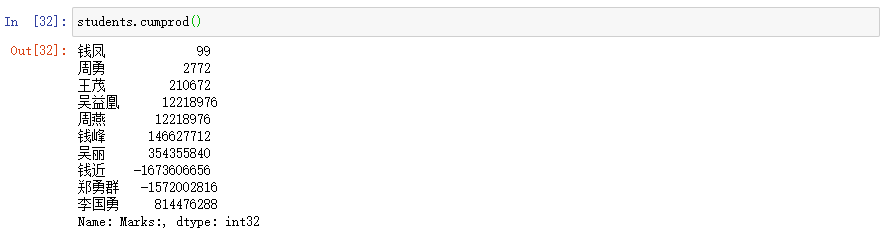 In [32]: students.cumprod()
Out[32]: 钱凤 99
周勇 2772
王茂 210672
吴益凰 12218976
周燕 12218976
钱峰 146627712
吴丽 354355840
钱近 -1673606656
郑勇群 -1572002816
李国勇 814476288
Name: Marks:, dtype: int32